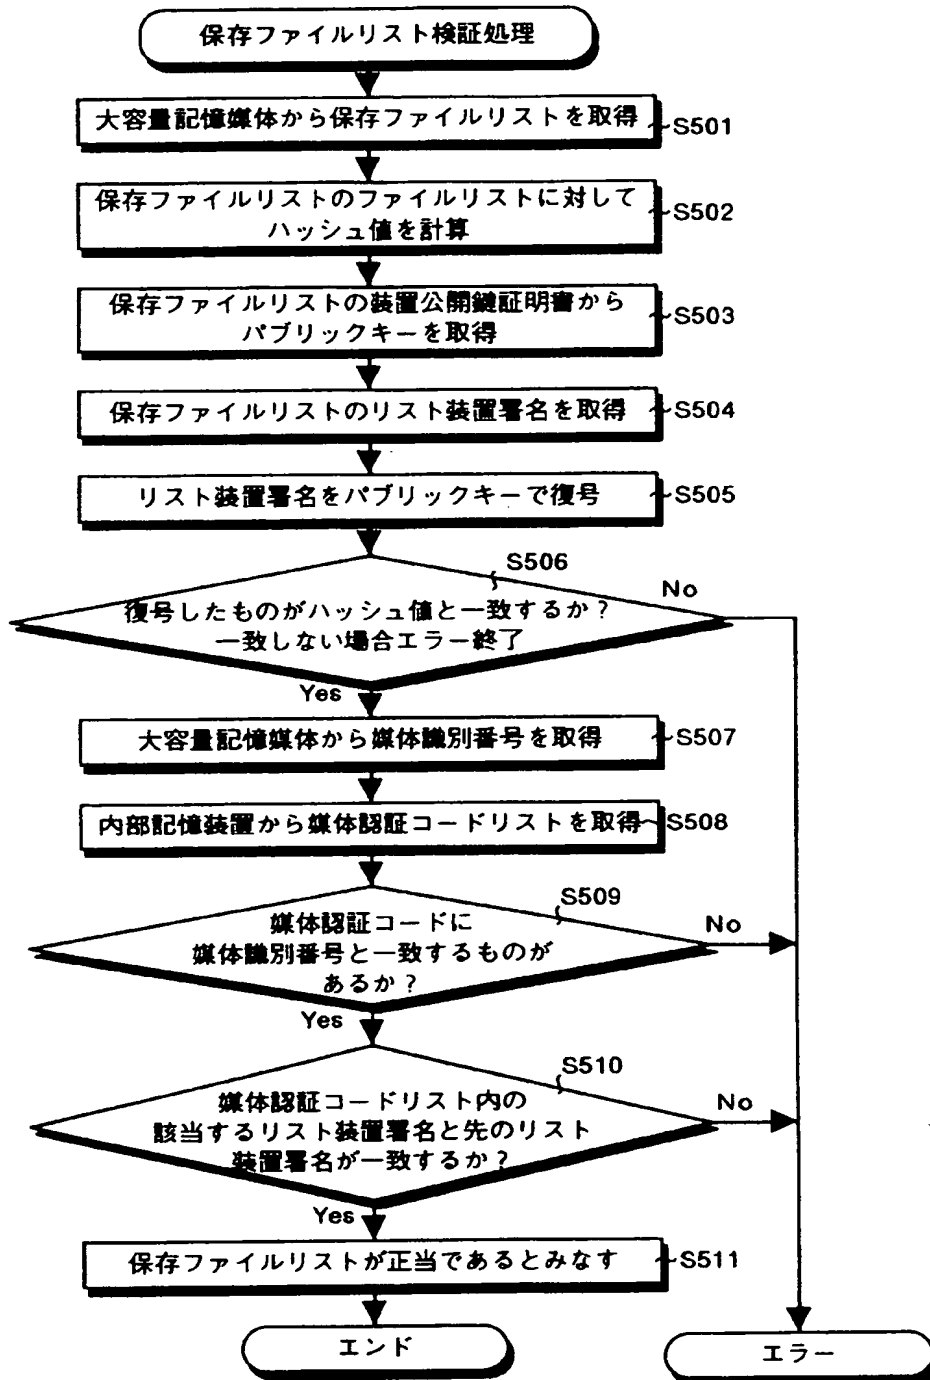 保存ファイルリスト検証処理
大容量記憶媒体から保存ファイルリストを取得
S501
保存ファイルリストのファイルリストに対して
ハッシュ値を計算
S502
保存ファイルリストの装置公開鍵証明書から
パブリックキーを取得
S503
保存ファイルリストのリスト装置署名を取得
S504
リスト装置署名をパブリックキーで復号
S505
S506
No
復号したものがハッシュ値と一致するか?
一致しない場合エラー終了
Yes
大容量記憶媒体から媒体識別番号を取得
S507
内部記憶装置から媒体認証コードリストを取得
S508
S509
No
媒体認証コードに
媒体識別番号と一致するものが
あるか?
Yes
S510
No
媒体認証コードリスト内の
該当するリスト装置署名と先のリスト
装置署名が一致するか?
Yes
保存ファイルリストが正当であるとみなす
S511
エンド
エラー